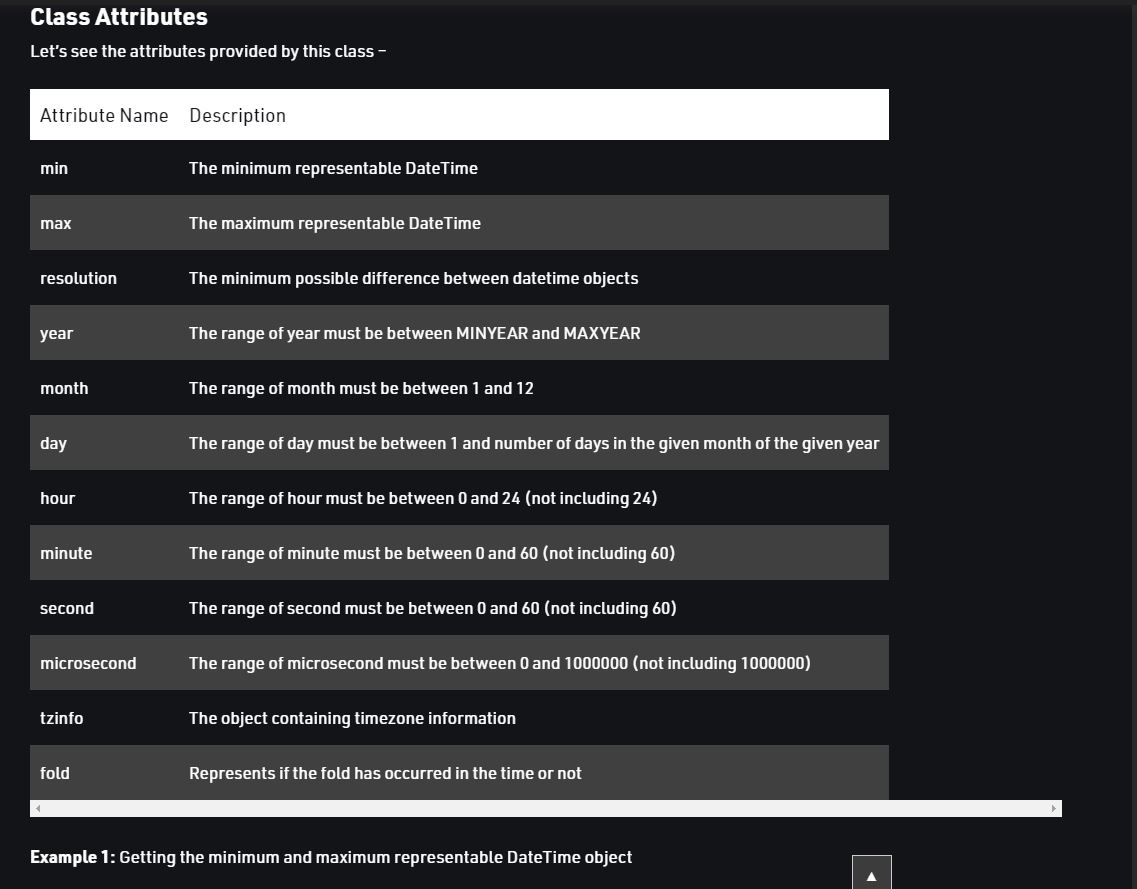 Class Attributes
Let's see the attributes provided by this class –
Attribute Name Description
min The minimum representable DateTime
max The maximum representable DateTime
resolution The minimum possible difference between datetime objects
year The range of year must be between MINYEAR and MAXYEAR
month The range of month must be between 1 and 12
day The range of day must be between 1 and number of days in the given month of the given year
hour The range of hour must be between 0 and 24 (not including 24)
minute The range of minute must be between 0 and 60 (not including 60)
second The range of second must be between 0 and 60 (not including 60)
microsecond The range of microsecond must be between 0 and 1000000 (not including 1000000)
tzinfo The object containing timezone information
fold Represents if the fold has occurred in the time or not
Example 1: Getting the minimum and maximum representable DateTime object